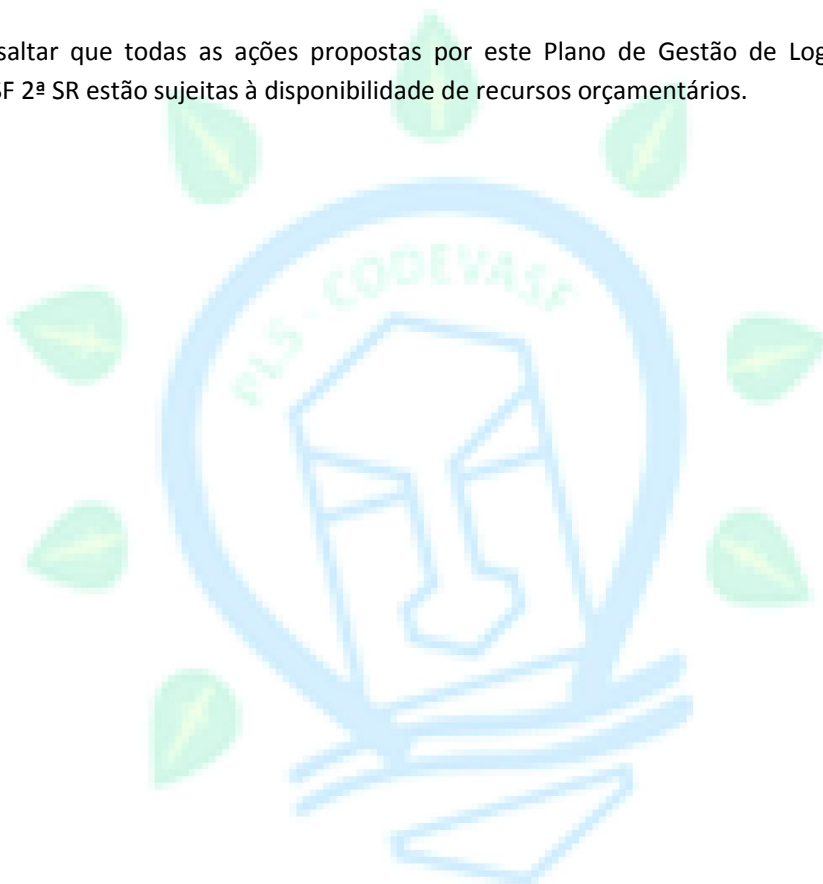 saltar que todas as ações propostas por este Plano de Gestão de Log
SF 2ª SR estão sujeitas à disponibilidade de recursos orçamentários.
PLS - CODEVASF